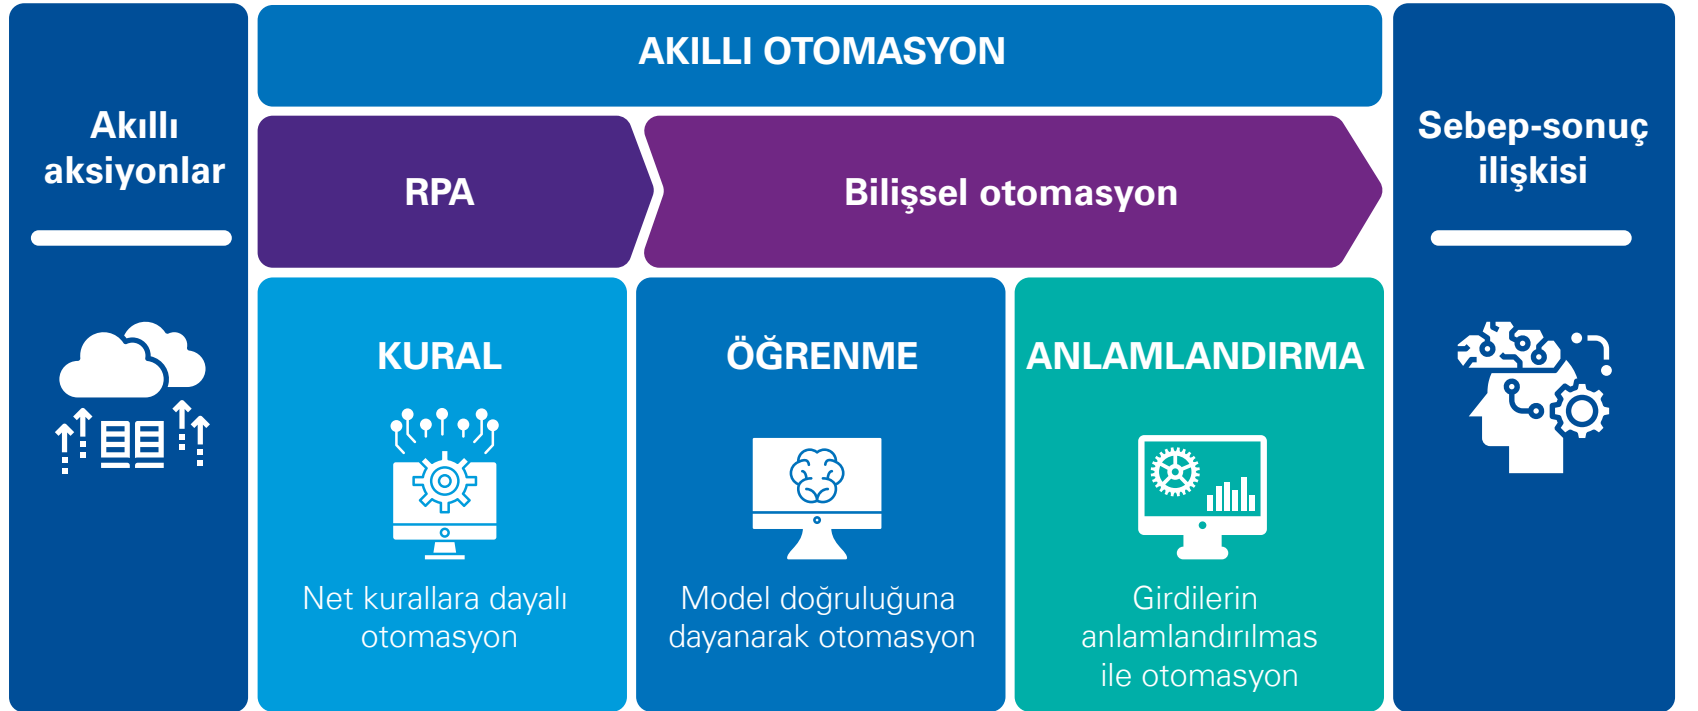 Akıllı
aksiyonlar
AKILLI OTOMASYON
RPA
Bilişsel otomasyon
KURAL
Net kurallara dayalı
otomasyon
ÖĞRENME
Model doğruluğuna
dayanarak otomasyon
ANLAMLANDIRMA
Girdilerin
anlamlandırılmas
ile otomasyon
Sebep-sonuç
ilişkisi